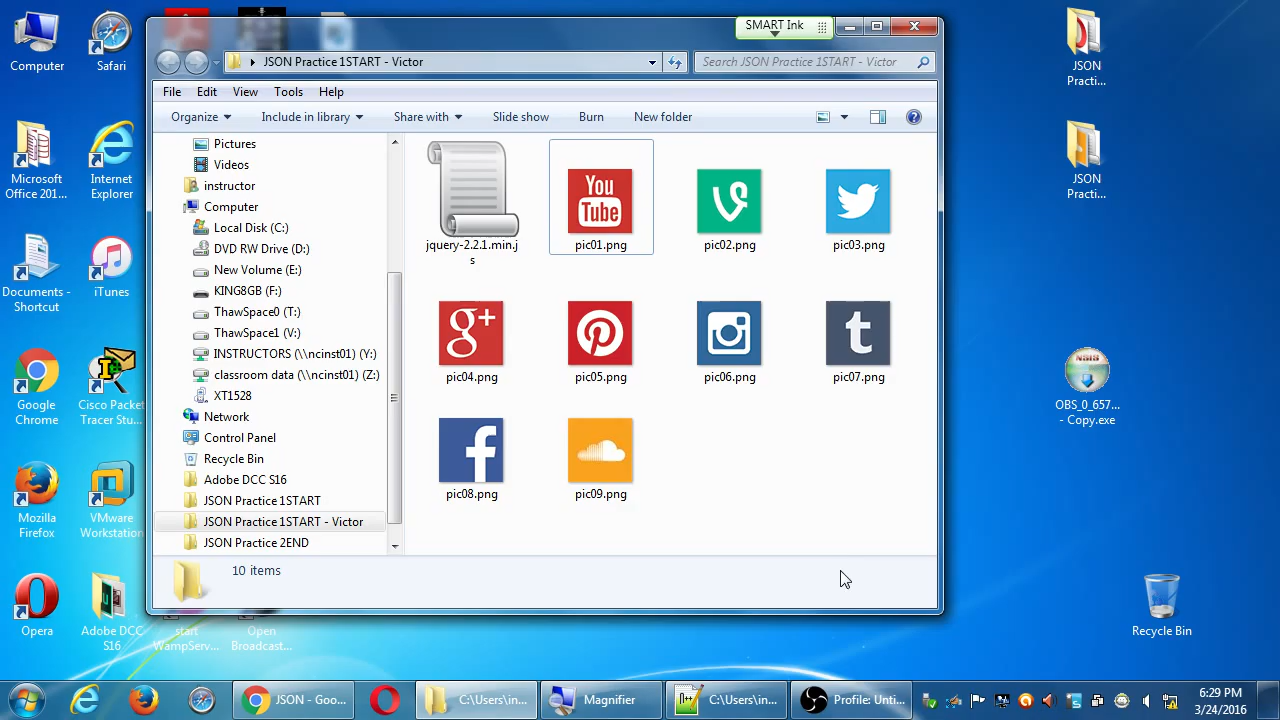 SMART Ink
JSON Practice 1START - Victor
Search JSON Practice 1START - Victor
File Edit View Tools Help
Organize Include in library Share with Slide show Burn New folder
Computer
Safari
Microsoft
Office 201...
Internet
Explorer
Documents -
Shortcut
iTunes
Google
Chrome
Cisco Packet
Tracer Stu...
Mozilla
Firefox
VMware
Workstation
Opera
Adobe DCC
S16
start
WampServ...
Open
Broadcast...
Pictures
Videos
instructor
Computer
Local Disk (C:)
DVD RW Drive (D:)
New Volume (E:)
KING8GB (F:)
ThawSpace0 (T:)
ThawSpace1 (V:)
INSTRUCTORS (\\ncinst01) (Y:)
classroom data (\\ncinst01) (Z:)
XT1528
Network
Control Panel
Recycle Bin
Adobe DCC S16
JSON Practice 1START
JSON Practice 1START - Victor
JSON Practice 2END
You
Tube
g+
t
f
jquery-2.2.1.min.j
s
pic01.png
pic02.png
pic03.png
pic04.png
pic05.png
pic06.png
pic07.png
pic08.png
pic09.png
10 items
JSON
Practi...
JSON
Practi...
NSIS
OBS_0_657...
- Copy.exe
Recycle Bin
JSON - Goo...
C:\Users\in...
Magnifier
C:\Users\in...
Profile: Unti...
6:29 PM
3/24/2016